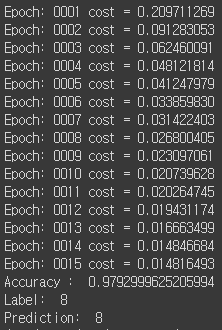 Epoch: 0001 cost = 0.209711269
Epoch: 0002 cost = 0.091283053
Epoch: 0003 cost = 0.062460091
Epoch: 0004 cost = 0.048121814
Epoch: 0005 cost = 0.041247979
Epoch: 0006 cost = 0.033859830
Epoch: 0007 cost = 0.031422403
Epoch: 0008 cost = 0.026800405
Epoch: 0009 cost = 0.023097061
Epoch: 0010 cost = 0.020739628
Epoch: 0011 cost = 0.020264745
Epoch: 0012 cost = 0.019431174
Epoch: 0013 cost = 0.016663499
Epoch: 0014 cost = 0.014846684
Epoch: 0015 cost = 0.014816493
Accuracy :  0.9792999625205994
Label:  8
Prediction:  8